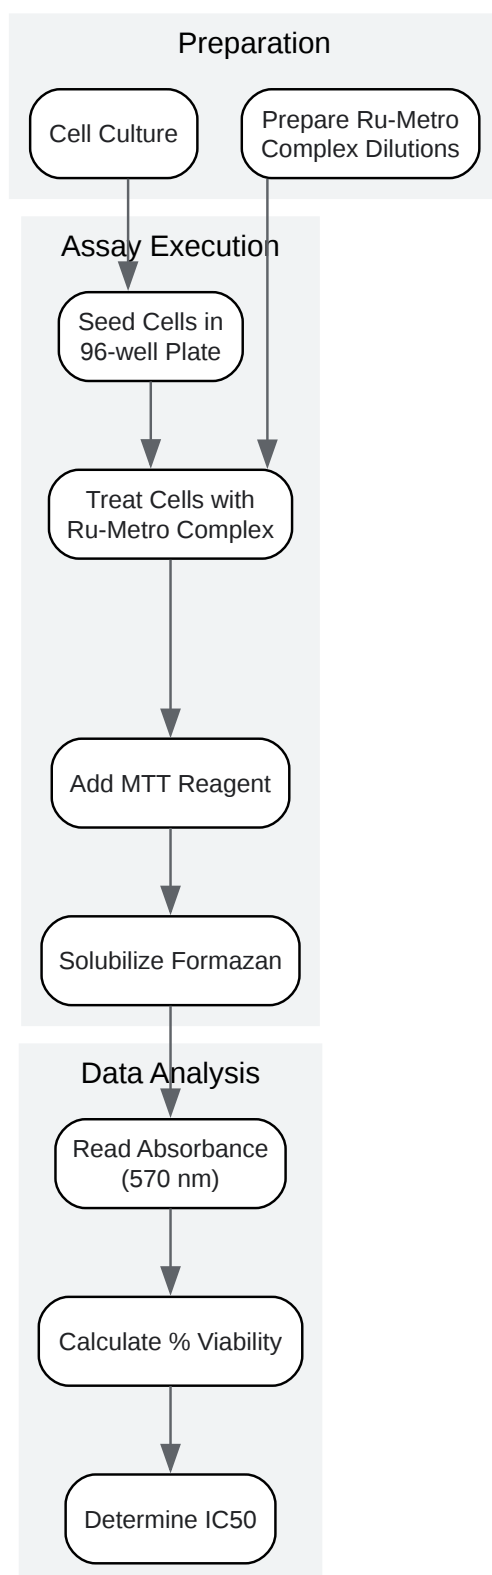 Preparation
Cell Culture
Prepare Ru-Metro
Complex Dilutions
Assay Execution
Seed Cells in
96-well Plate
Treat Cells with
Ru-Metro Complex
Add MTT Reagent
Solubilize Formazan
Data Analysis
Read Absorbance
(570 nm)
Calculate % Viability
Determine IC50